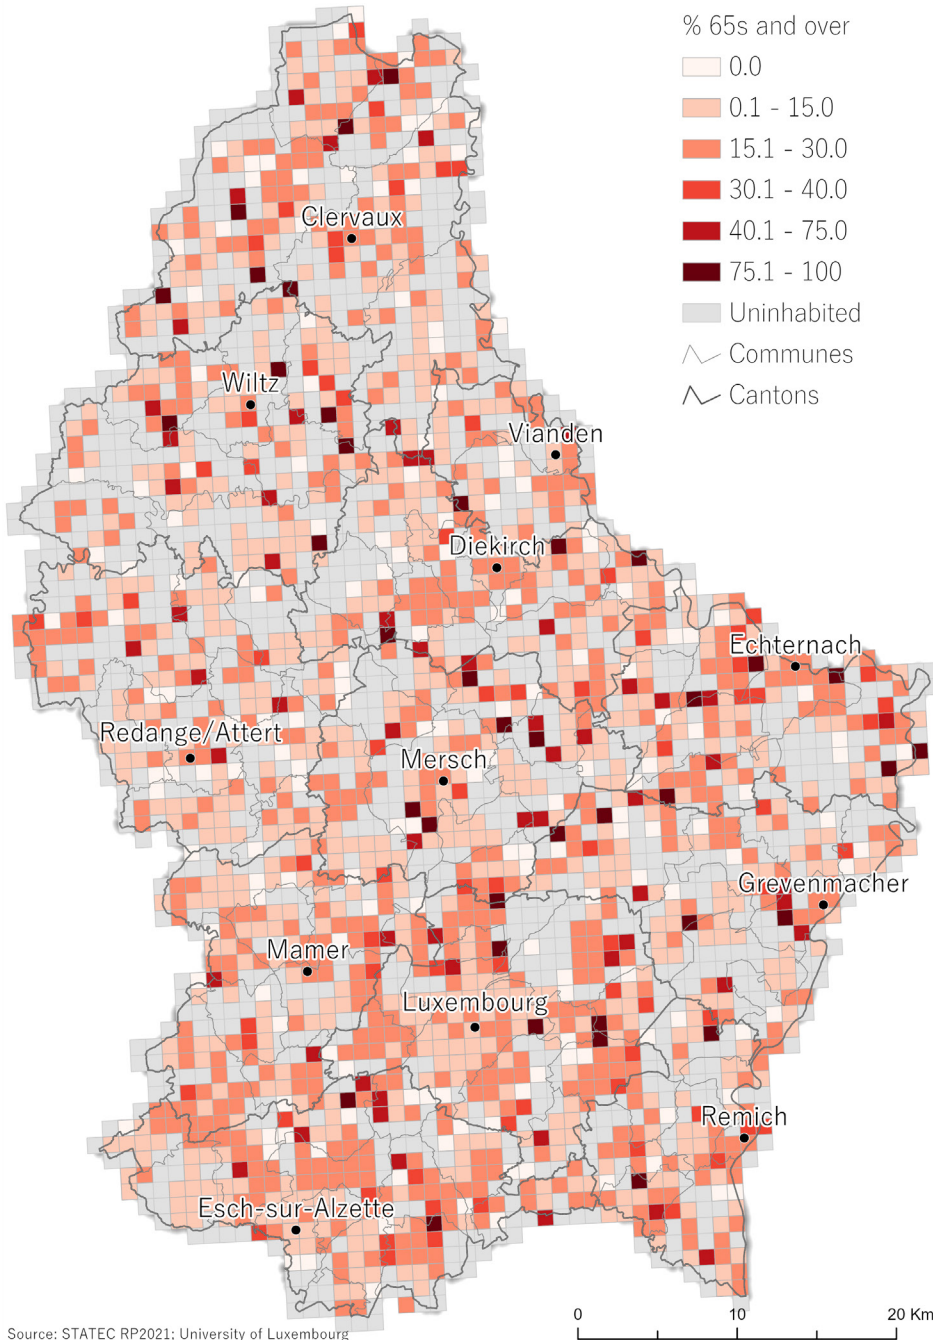 % 65s and over
0.0
0.1 - 15.0
15.1 - 30.0
30.1 - 40.0
40.1 - 75.0
75.1 - 100
Uninhabited
Communes
Cantons
Clervaux
Wiltz
Vianden
Diekirch
Echternach
Redange/Attert
Mersch
Grevenmacher
Mamer
Luxembourg
Remich
Esch-sur-Alzette
0 10 20 Km
Source: STATEC RP2021; University of Luxembourg